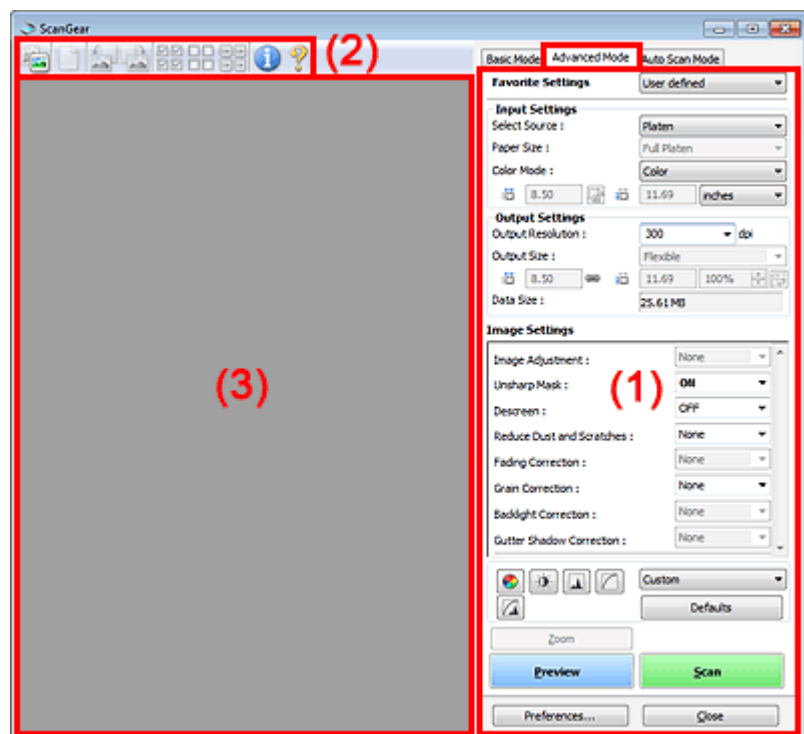 ScanGear
(2)
Basic Mode Advanced Mode Auto Scan Mode
Favorite Settings User defined
Input Settings
Select Source : Platen
Paper Size : Full Platen
Color Mode : Color
8.50 11.69 inches
Output Settings
Output Resolution : 300 dpi
Output Size : Flexible
8.50 11.69 100%
Data Size : 25.61 MB
Image Settings
Image Adjustment : None
(3)
Unsharp Mask : (1) ON
Descreen : OFF
Reduce Dust and Scratches : None
Fading Correction : None
Grain Correction : None
Backlight Correction : None
Gutter Shadow Correction : None
Custom
Defaults
Zoom
Preview Scan
Preferences... Close